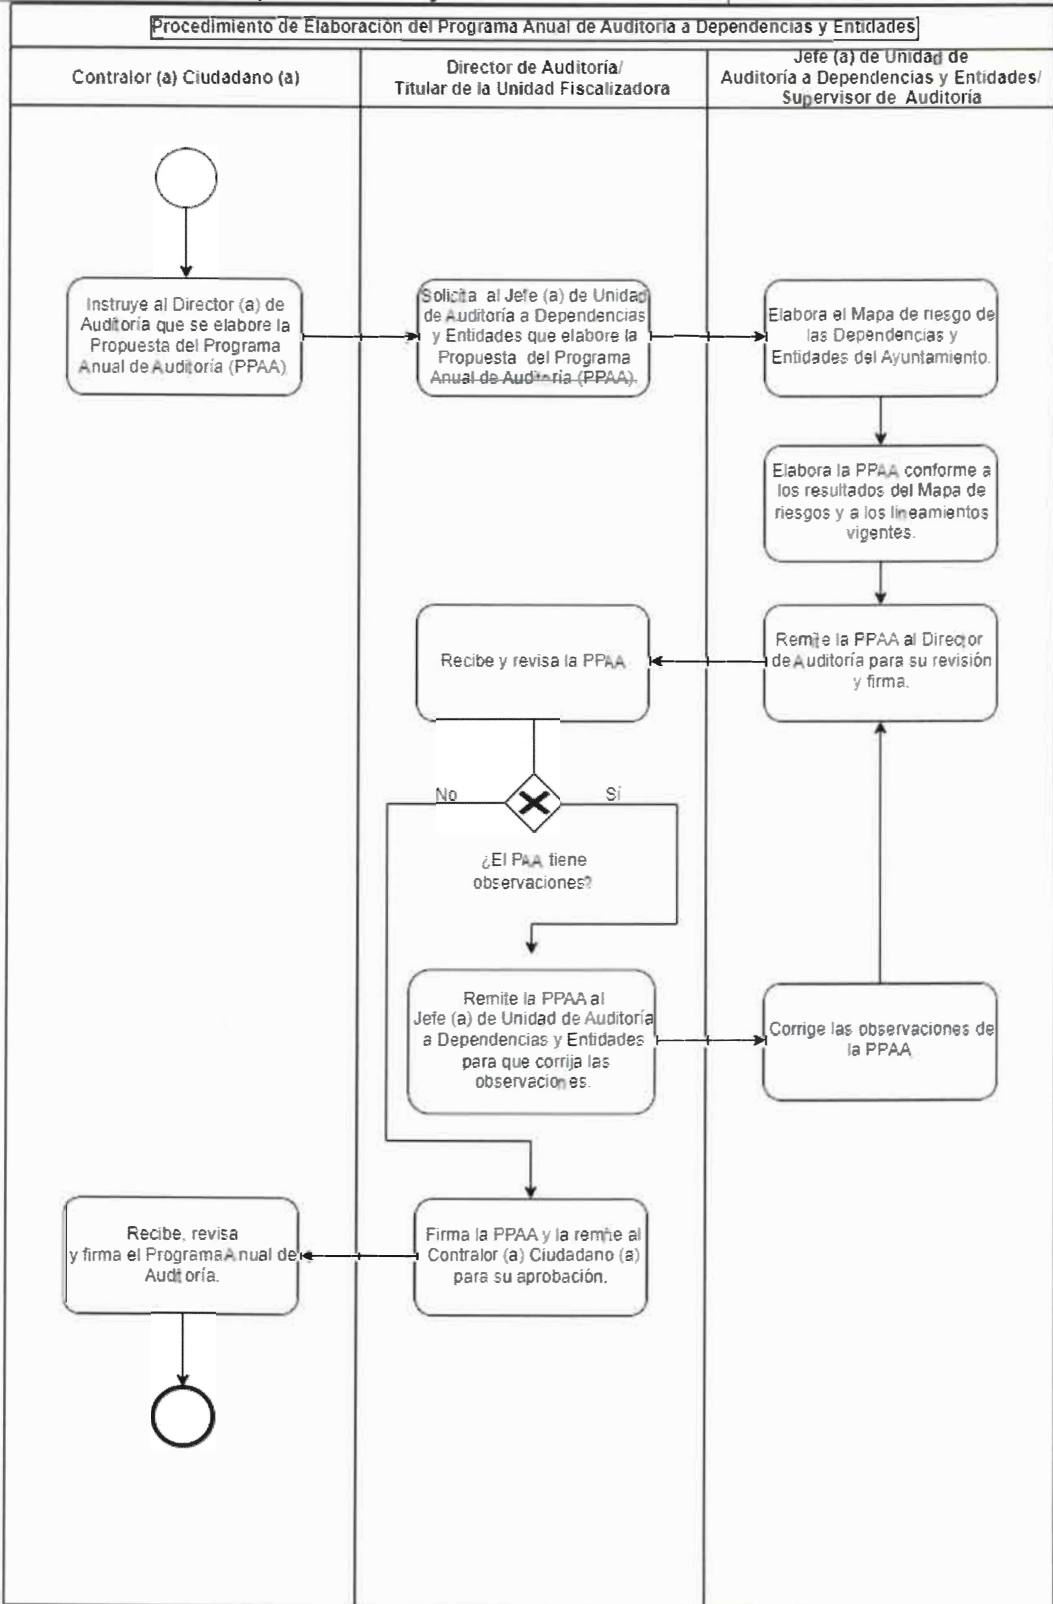 Procedimiento de Elaboración del Programa Anual de Auditoría a Dependencias y Entidades
Contralor (a) Ciudadano (a)
Director de Auditoría/
Titular de la Unidad Fiscalizadora
Jefe (a) de Unidad de
Auditoría a Dependencias y Entidades/
Supervisor de Auditoría
Instruye al Director (a) de
Auditoría que se elabore la
Propuesta del Programa
Anual de Auditoría (PPAA)
Solicita al Jefe (a) de Unidad
de Auditoría a Dependencias
y Entidades que elabore la
Propuesta del Programa
Anual de Auditoría (PPAA).
Elabora el Mapa de riesgo de
las Dependencias y
Entidades del Ayuntamiento.
Elabora la PPAA conforme a
los resultados del Mapa de
riesgos y a los lineamientos
vigentes.
Recibe y revisa la PPAA
Remite la PPAA al Director
de Auditoría para su revisión
y firma.
No
Sí
¿El PAA tiene
observaciones?
Remite la PPAA al
Jefe (a) de Unidad de Auditoría
a Dependencias y Entidades
para que corrija las
observaciones.
Corrige las observaciones de
la PPAA
Recibe, revisa
y firma el Programa Anual de
Auditoría.
Firma la PPAA y la remite al
Contralor (a) Ciudadano (a)
para su aprobación.